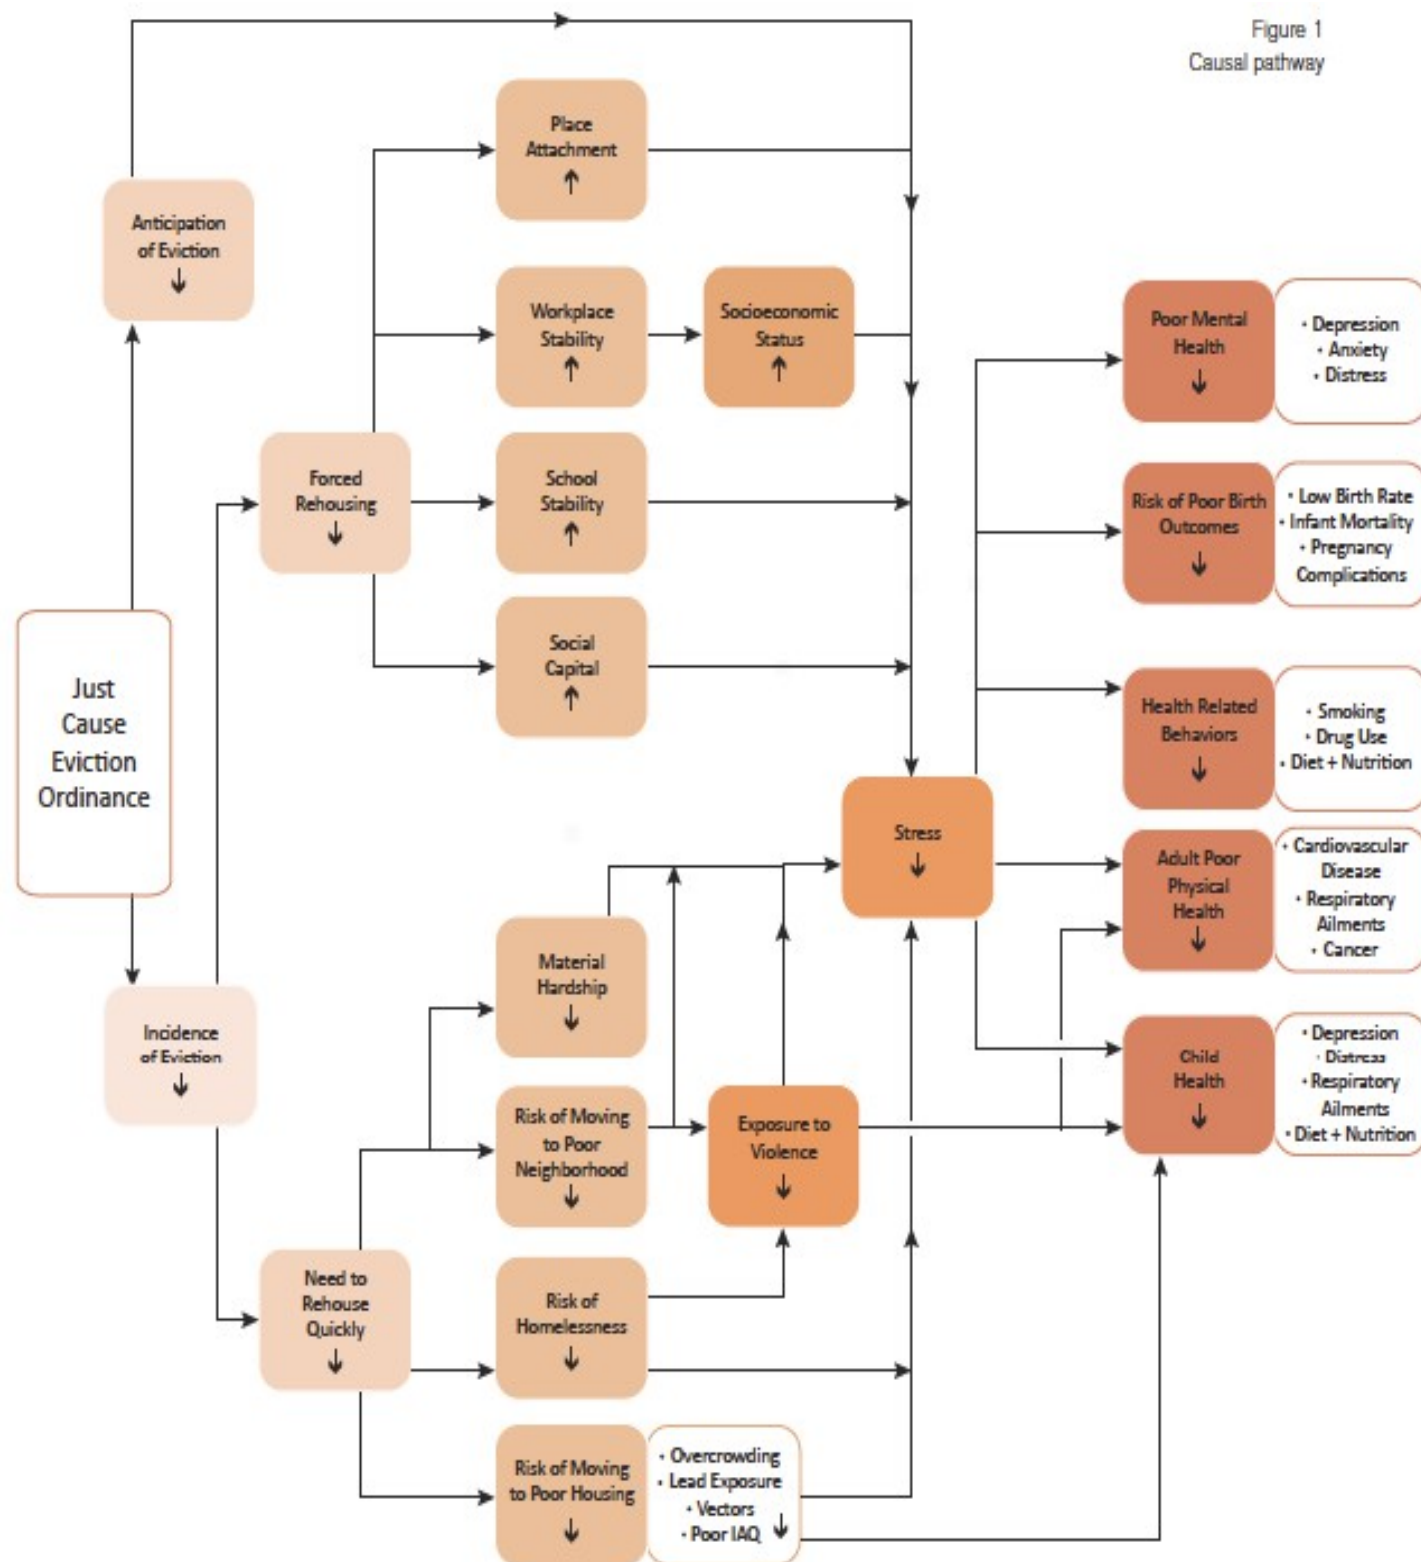 Figure 1
Causal pathway
Place
Attachment
↑
Anticipation
of Eviction
↓
Workplace
Stability
↑
Socioeconomic
Status
↑
Poor Mental
Health
↓
• Depression
• Anxiety
• Distress
Forced
Rehousing
↓
School
Stability
↑
Risk of Poor Birth
Outcomes
↓
• Low Birth Rate
• Infant Mortality
• Pregnancy
Complications
Social
Capital
↑
Just
Cause
Eviction
Ordinance
Health Related
Behaviors
↓
• Smoking
• Drug Use
• Diet + Nutrition
Stress
↓
Adult Poor
Physical
Health
↓
• Cardiovascular
Disease
• Respiratory
Ailments
• Cancer
Material
Hardship
↓
Incidence
of Eviction
↓
Risk of Moving
to Poor
Neighborhood
↓
Exposure to
Violence
↓
Child
Health
↓
• Depression
• Distress
• Respiratory
Ailments
• Diet + Nutrition
Need to
Rehouse
Quickly
↓
Risk of
Homelessness
↓
Risk of Moving
to Poor Housing
↓
• Overcrowding
• Lead Exposure
• Vectors
• Poor IAQ ↓